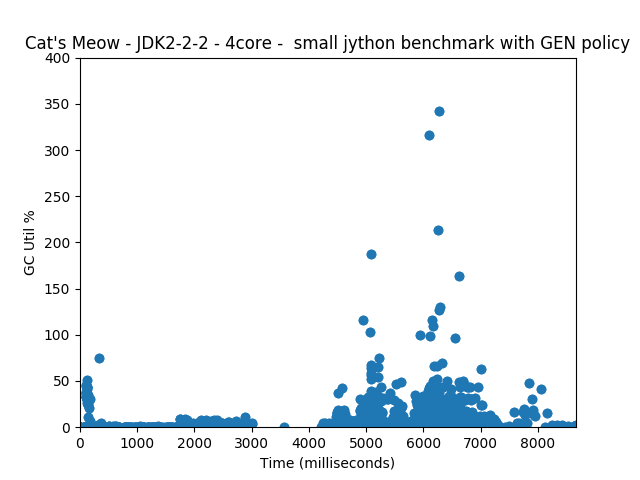 Cat's Meow - JDK2-2-2 - 4core -  small jython benchmark with GEN policy
400
350
300
250
200
150
100
50
0
GC Util %
0 1000 2000 3000 4000 5000 6000 7000 8000
Time (milliseconds)